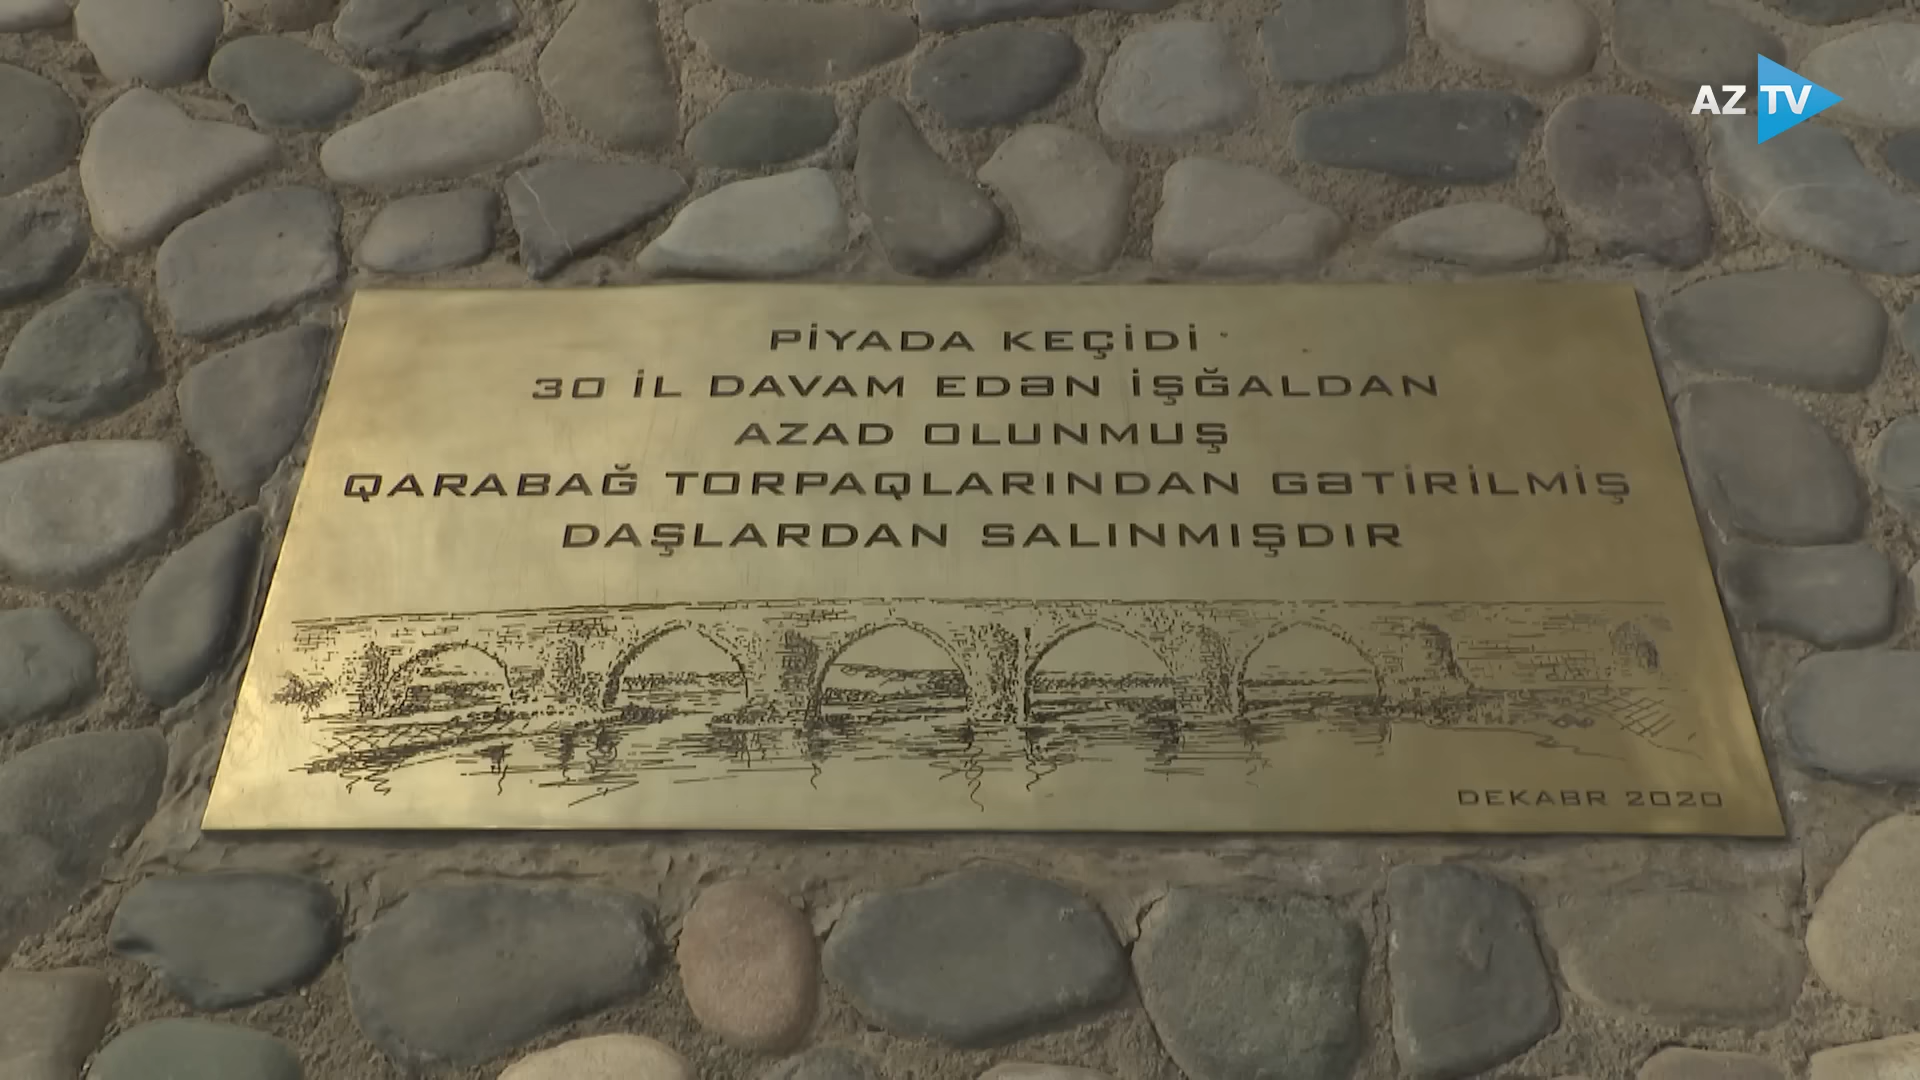 AZ TV
PİYADA KEÇİDİ
30 İL DAVAM EDƏN İŞĞALDAN
AZAD OLUNMUŞ
QARABAĞ TORPAQLARINDAN GƏTİRİLMİŞ
DAŞLARDAN SALINMIŞDIR
DEKABR 2020